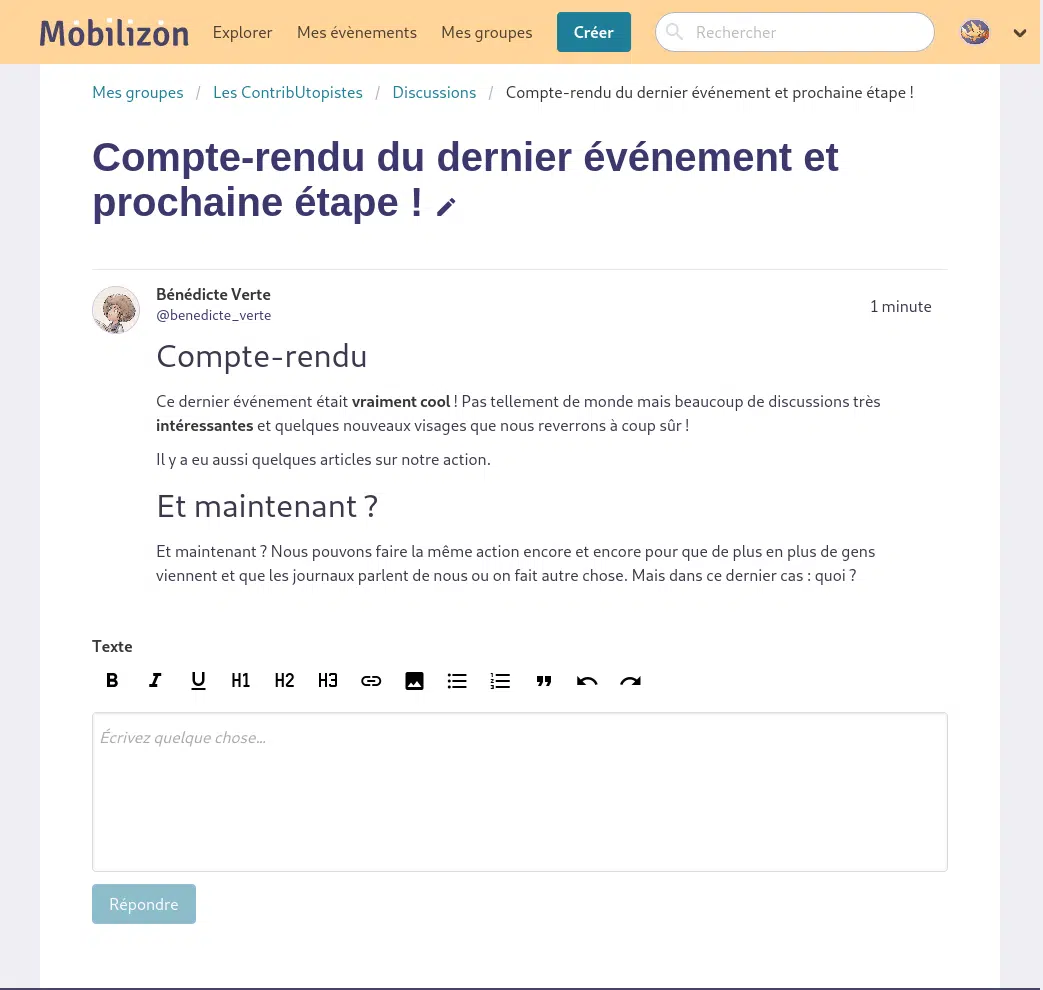 Mobilizon Explorer Mes évènements Mes groupes Créer Rechercher
Mes groupes / Les ContribUtopistes / Discussions / Compte-rendu du dernier événement et prochaine étape !
Compte-rendu du dernier événement et
prochaine étape !
Bénédicte Verte
@benedicte_verte
1 minute
Compte-rendu
Ce dernier événement était vraiment cool ! Pas tellement de monde mais beaucoup de discussions très
intéressantes et quelques nouveaux visages que nous reverrons à coup sûr !
Il y a eu aussi quelques articles sur notre action.
Et maintenant ?
Et maintenant ? Nous pouvons faire la même action encore et encore pour que de plus en plus de gens
viennent et que les journaux parlent de nous ou on fait autre chose. Mais dans ce dernier cas : quoi ?
Texte
B I U H1 H2 H3
Écrivez quelque chose...
Répondre